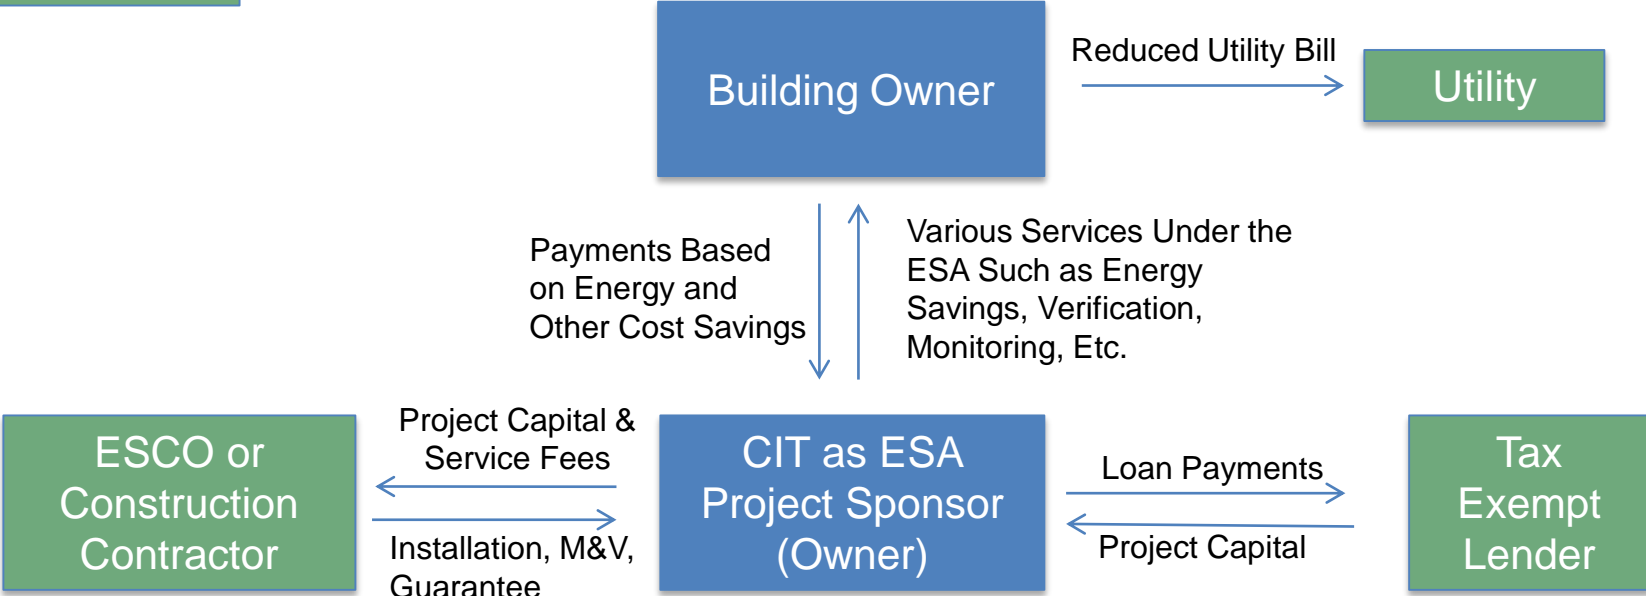 Building Owner
Reduced Utility Bill
Utility
Payments Based
on Energy and
Other Cost Savings
Various Services Under the
ESA Such as Energy
Savings, Verification,
Monitoring, Etc.
ESCO or
Construction
Contractor
Project Capital &
Service Fees
Installation, M&V,
Guarantee
CIT as ESA
Project Sponsor
(Owner)
Loan Payments
Project Capital
Tax
Exempt
Lender